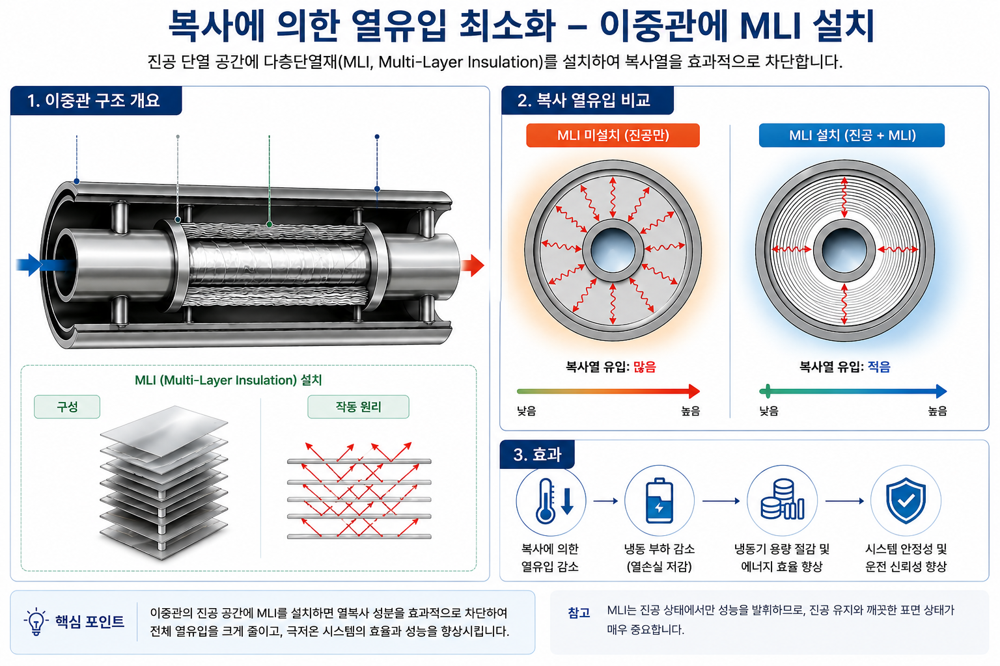 복사에 의한 열유입 최소화 – 이중관에 MLI 설치
진공 단열 공간에 다층단열재(MLI, Multi-Layer Insulation)를 설치하여 복사열을 효과적으로 차단합니다.
1. 이중관 구조 개요
MLI (Multi-Layer Insulation) 설치
구성
작동 원리
2. 복사 열유입 비교
MLI 미설치 (진공만)
MLI 설치 (진공 + MLI)
복사열 유입: 많음
복사열 유입: 적음
낮음
높음
낮음
높음
3. 효과
복사에 의한
열유입 감소
냉동 부하 감소
(열손실 저감)
냉동기 용량 절감 및
에너지 효율 향상
시스템 안정성 및
운전 신뢰성 향상
핵심 포인트
이중관의 진공 공간에 MLI를 설치하면 열복사 성분을 효과적으로 차단하여
전체 열유입을 크게 줄이고, 극저온 시스템의 효율과 성능을 향상시킵니다.
참고
MLI는 진공 상태에서만 성능을 발휘하므로, 진공 유지와 깨끗한 표면 상태가
매우 중요합니다.